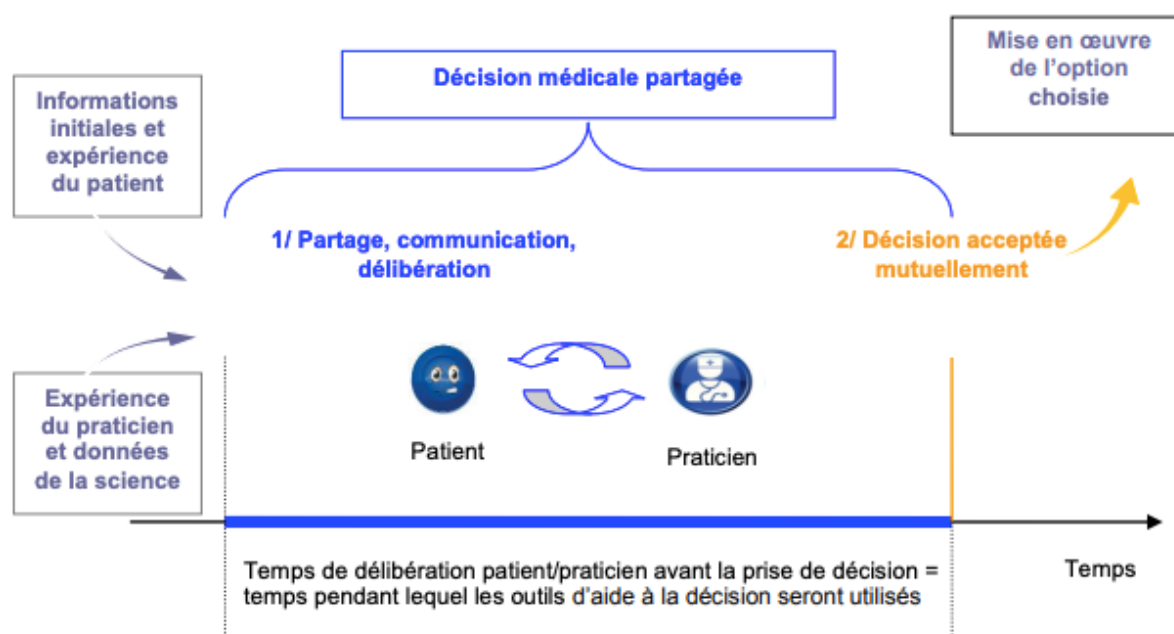 Mise en œuvre
de l'option
choisie
Décision médicale partagée
Informations
initiales et
expérience
du patient
1/ Partage, communication,
délibération
2/ Décision acceptée
mutuellement
Expérience
du praticien
et données
de la science
Patient
Praticien
Temps de délibération patient/praticien avant la prise de décision =
temps pendant lequel les outils d'aide à la décision seront utilisés
Temps